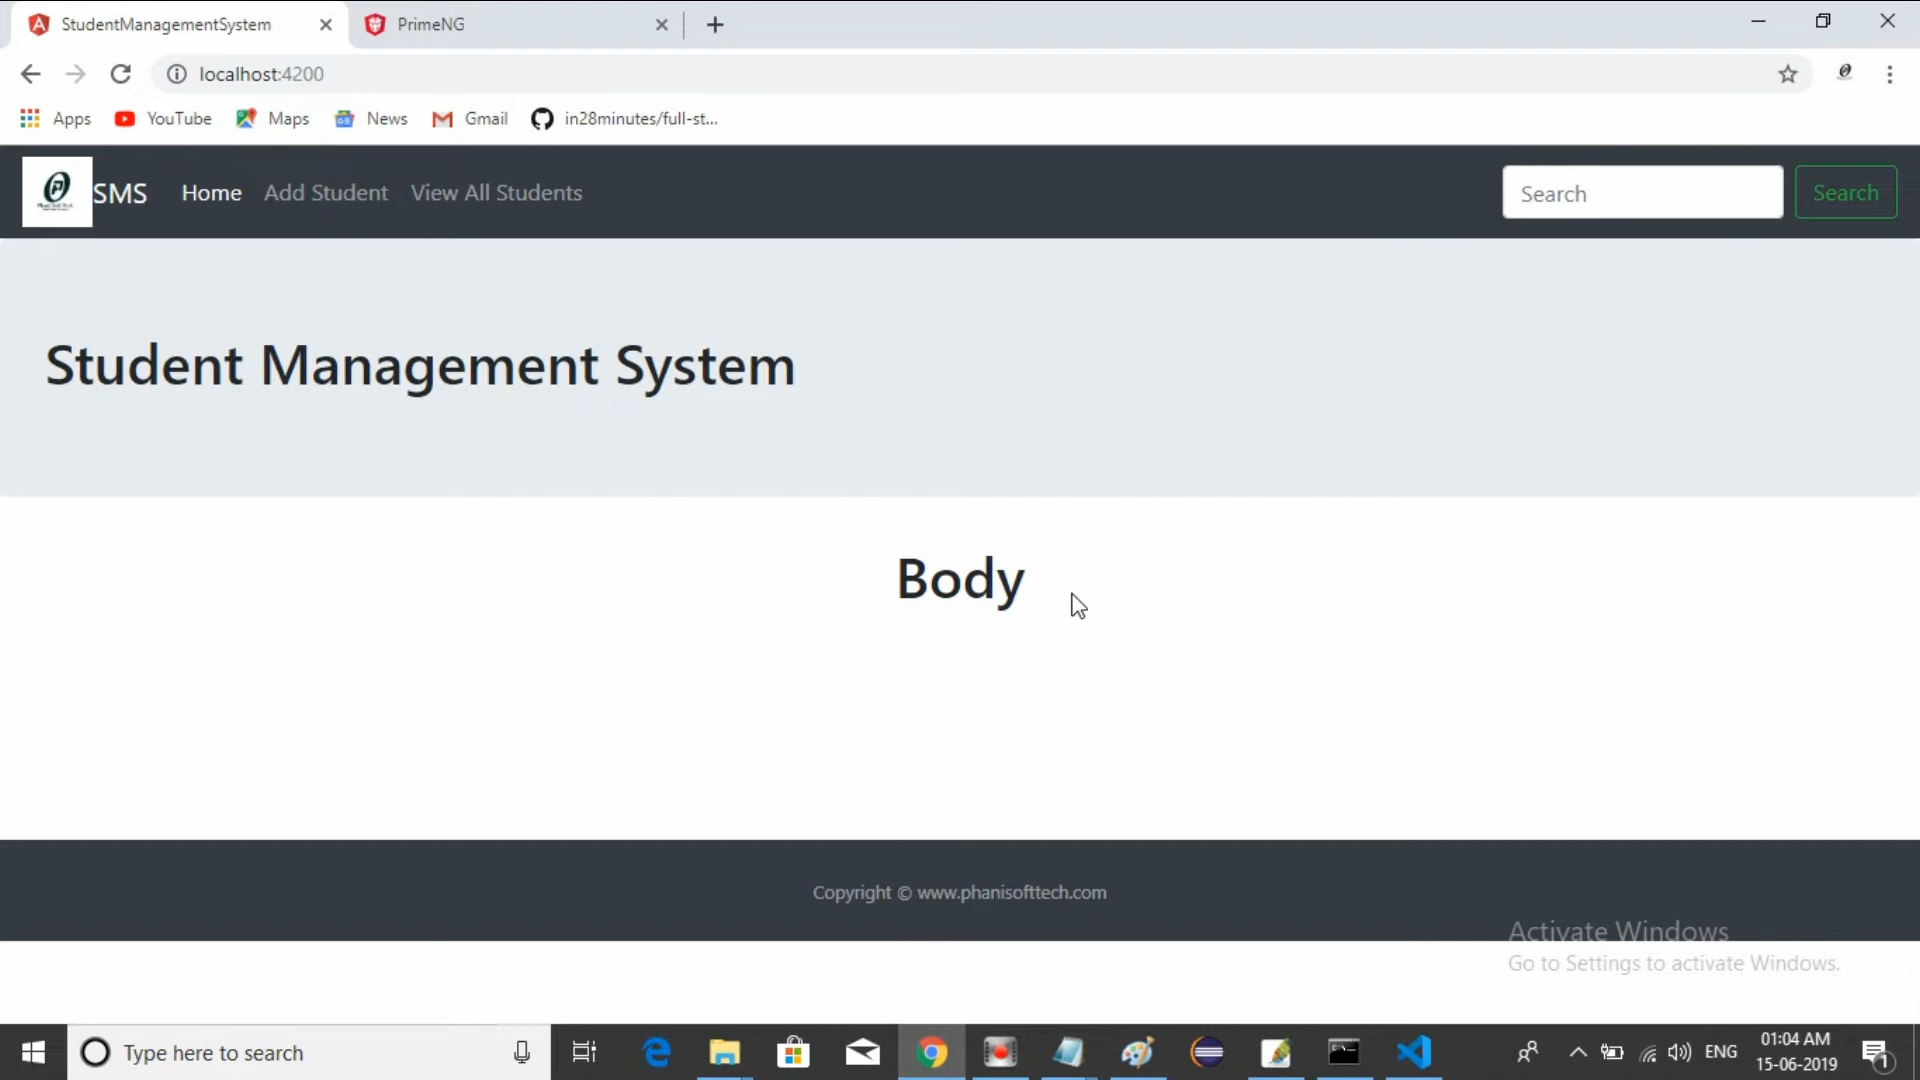 StudentManagementSystem
PrimeNG
localhost:4200
Apps
YouTube
Maps
News
Gmail
in28minutes/full-st...
SMS
Home
Add Student
View All Students
Search
Search
Student Management System
Body
Copyright © www.phanisofttech.com
Activate Windows
Go to Settings to activate Windows.
Type here to search
ENG
01:04 AM
15-06-2019
1